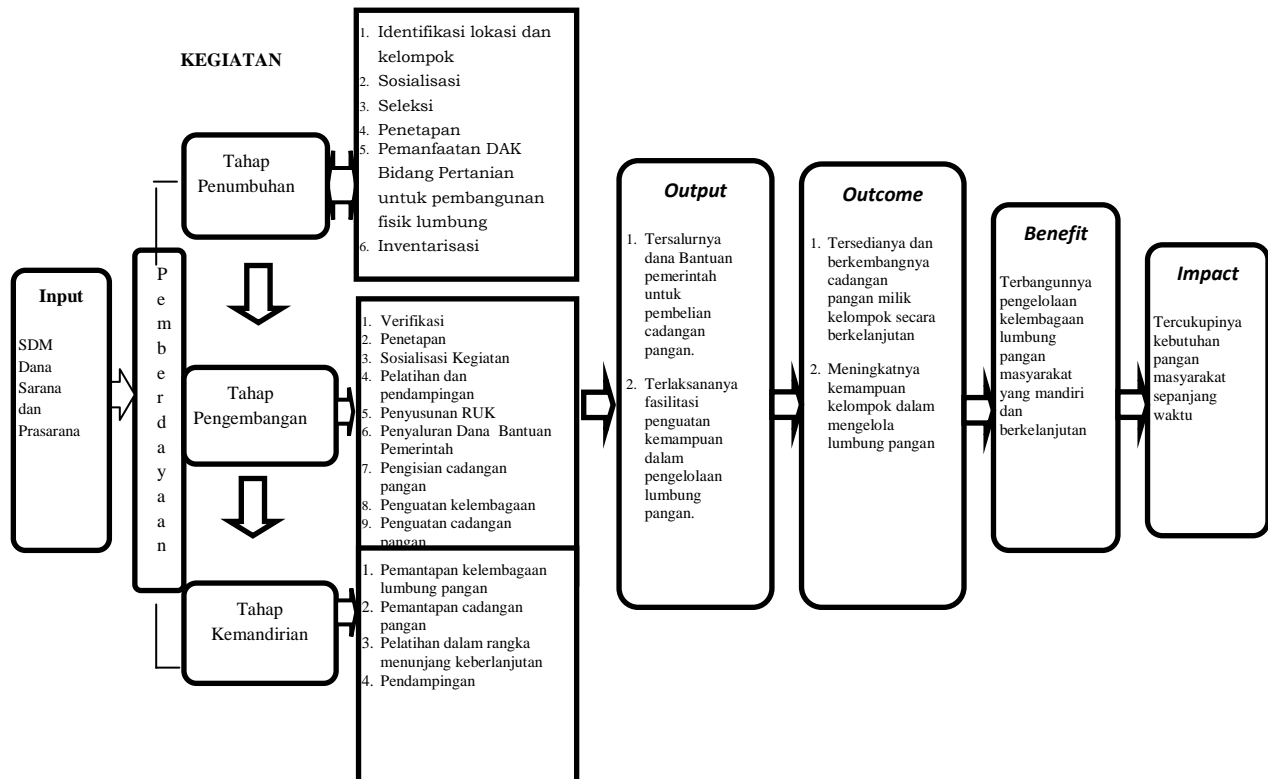 KEGIATAN
Input
SDM
Dana
Sarana
dan
Prasarana
P
e
m
b
e
r
d
a
y
a
a
n
Tahap
Penumbuhan
1. Identifikasi lokasi dan
kelompok
2. Sosialisasi
3. Seleksi
4. Penetapan
5. Pemanfaatan DAK
Bidang Pertanian
untuk pembangunan
fisik lumbung
6. Inventarisasi
Tahap
Pengembangan
1. Verifikasi
2. Penetapan
3. Sosialisasi Kegiatan
4. Pelatihan dan
pendampingan
5. Penyusunan RUK
6. Penyaluran Dana Bantuan
Pemerintah
7. Pengisian cadangan
pangan
8. Penguatan kelembagaan
9. Penguatan cadangan
pangan
Tahap
Kemandirian
1. Pemantapan kelembagaan
lumbung pangan
2. Pemantapan cadangan
pangan
3. Pelatihan dalam rangka
menunjang keberlanjutan
4. Pendampingan
Output
1. Tersalurnya
dana Bantuan
pemerintah
untuk
pembelian
cadangan
pangan.
2. Terlaksananya
fasilitasi
penguatan
kemampuan
dalam
pengelolaan
lumbung
pangan.
Outcome
1. Tersedianya dan
berkembangnya
cadangan
pangan milik
kelompok secara
berkelanjutan
2. Meningkatnya
kemampuan
kelompok dalam
mengelola
lumbung pangan
Benefit
Terbangunnya
pengelolaan
kelembagaan
lumbung
pangan
masyarakat
yang mandiri
dan
berkelanjutan
Impact
Tercukupinya
kebutuhan
pangan
masyarakat
sepanjang
waktu